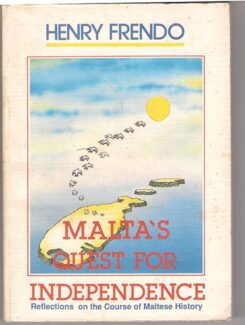 HENRY FRENDO
MALTA`S
QUEST FOR
INDEPENDENCE
Reflections on the Course of Maltese History